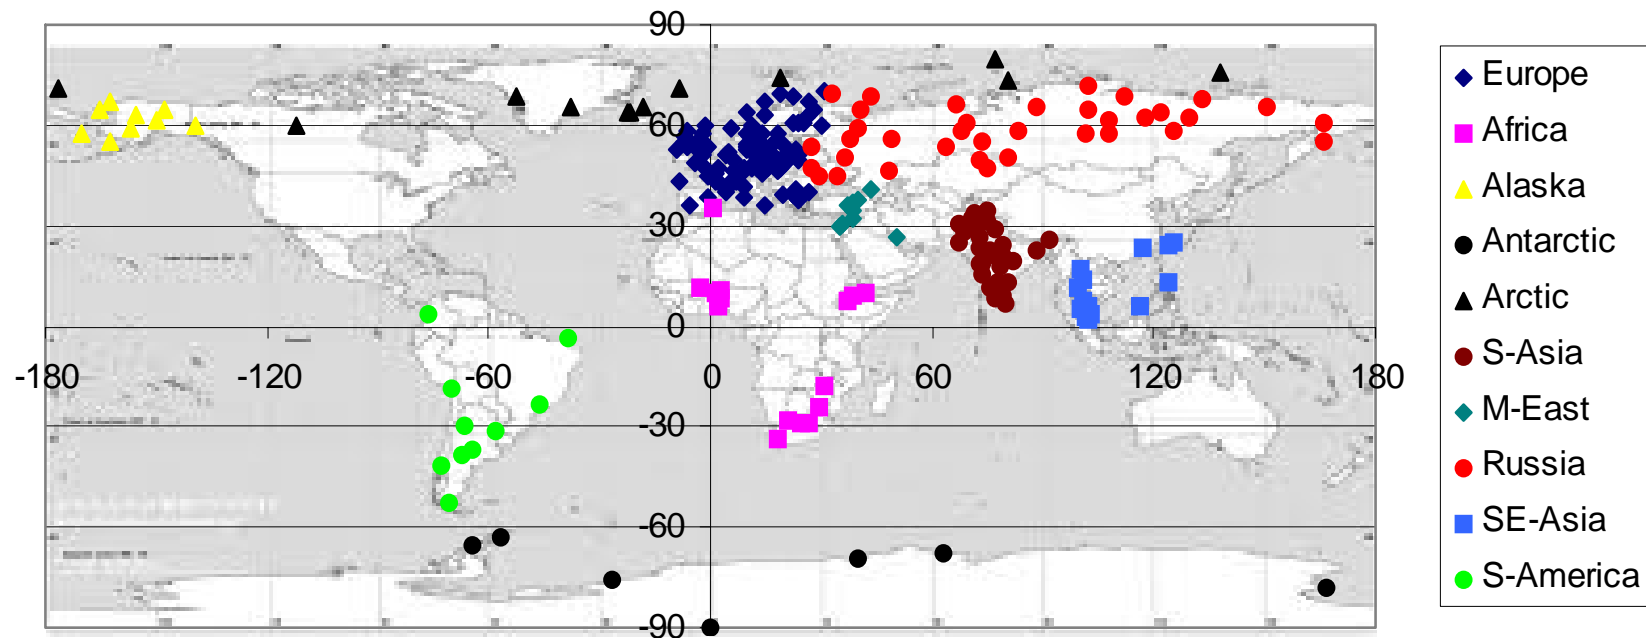 90
60
30
0
-180 -120 -60 0 60 120 180
-30
-60
-90
Europe
Africa
Alaska
Antarctic
Arctic
S-Asia
M-East
Russia
SE-Asia
S-America